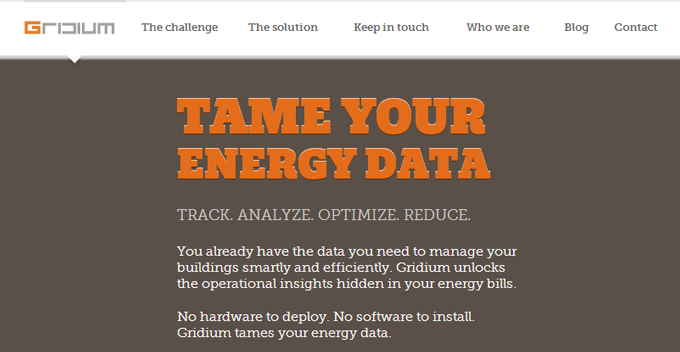 GRIDIUM The challenge The solution Keep in touch Who we are Blog Contact
TAME YOUR
ENERGY DATA
TRACK. ANALYZE. OPTIMIZE. REDUCE.
You already have the data you need to manage your
buildings smartly and efficiently. Gridium unlocks
the operational insights hidden in your energy bills.
No hardware to deploy. No software to install.
Gridium tames your energy data.